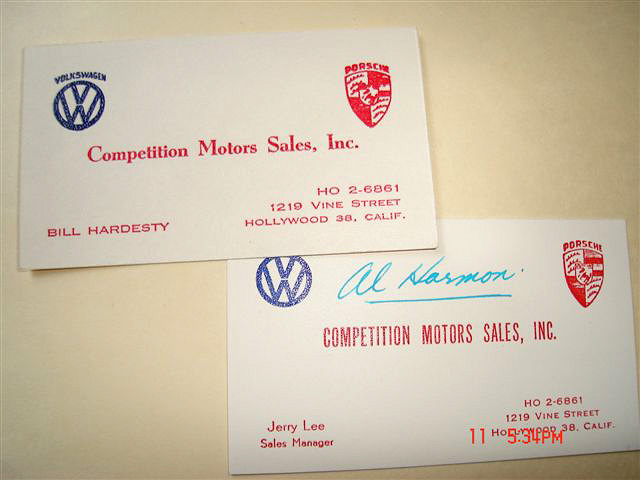 VOLKSWAGEN
PORSCHE
Competition Motors Sales, Inc.
HO 2-6861
1219 VINE STREET
HOLLYWOOD 38, CALIF.
BILL HARDESTY
Al Harmon
PORSCHE
COMPETITION MOTORS SALES, INC.
HO 2-6861
1219 VINE STREET
HOLLYWOOD 38, CALIF.
Jerry Lee
Sales Manager
11 5:34PM